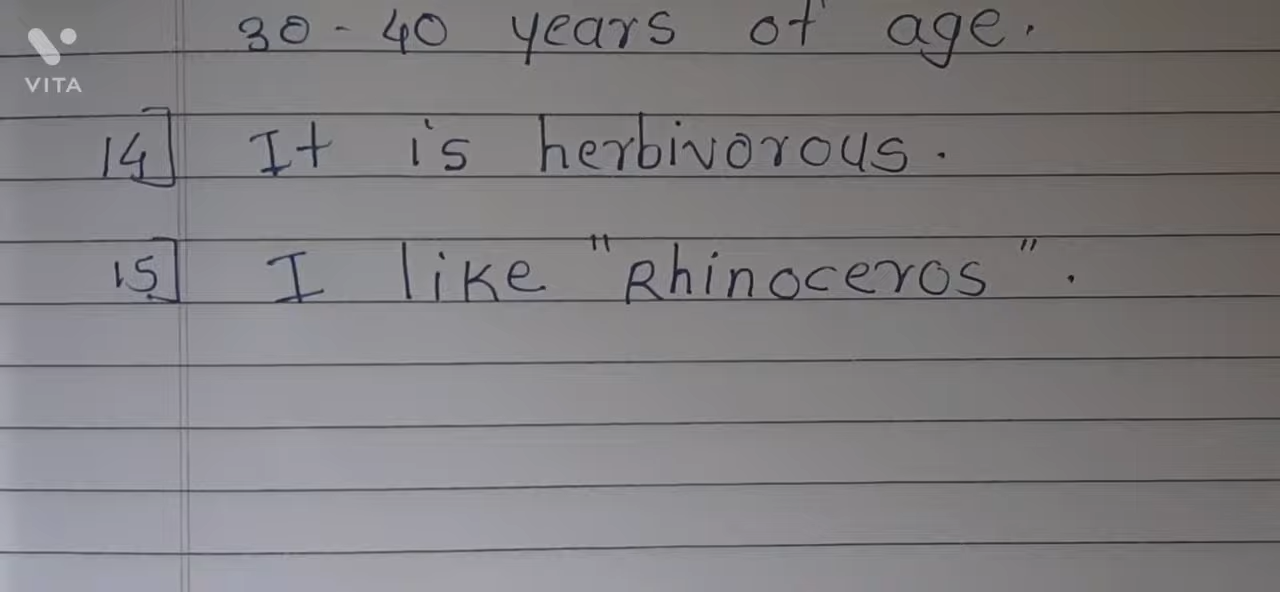 30 - 40 years of age.
VITA
14] It is herbivorous.
15] I like "Rhinoceros".